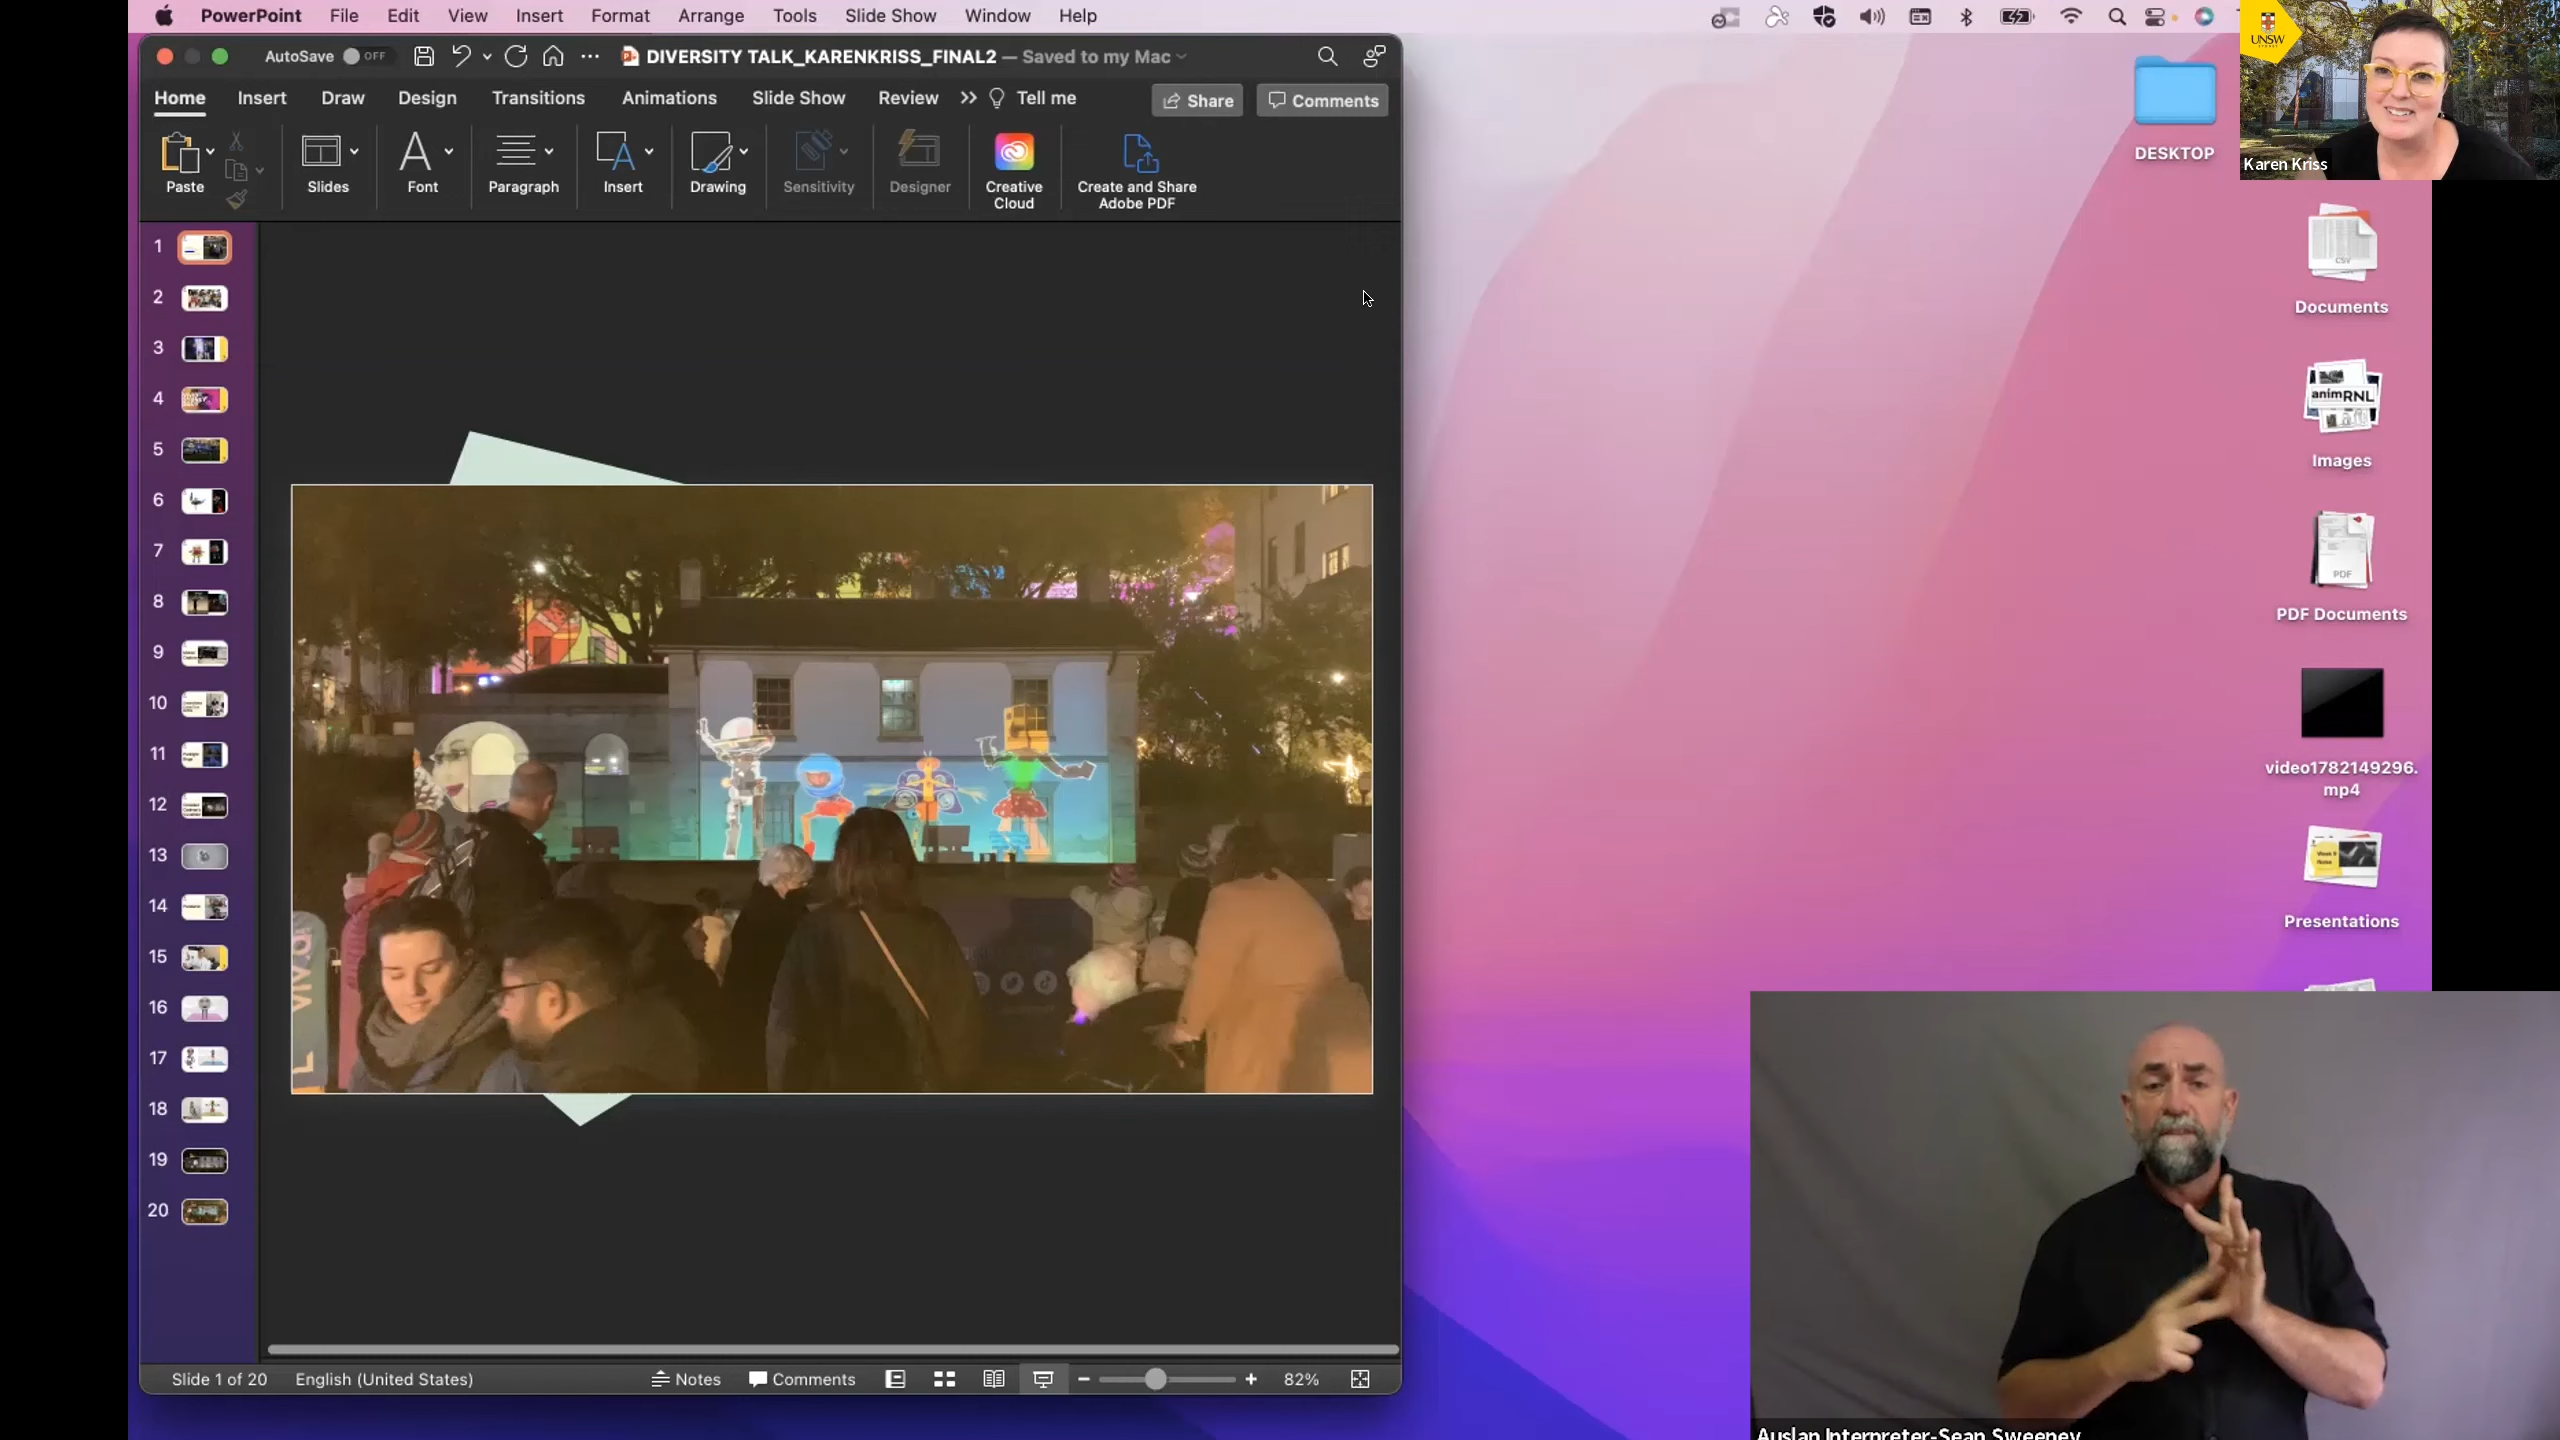 PowerPoint File Edit View Insert Format Arrange Tools Slide Show Window Help
AutoSave OFF DIVERSITY TALK_KARENKRISS_FINAL2 — Saved to my Mac
Home Insert Draw Design Transitions Animations Slide Show Review Tell me Share Comments
Paste Slides Font Paragraph Insert Drawing Sensitivity Designer Creative Cloud Create and Share Adobe PDF
1
2
3
4
5
6
7
8
9
10
11
12
13
14
15
16
17
18
19
20
Slide 1 of 20 English (United States) Notes Comments 82%
UNSW
Karen Kriss
DESKTOP
CSV
Documents
animRNL
Images
PDF
PDF Documents
video1782149296.
mp4
Presentations
Auslan Interpreter-Sean Sweeney